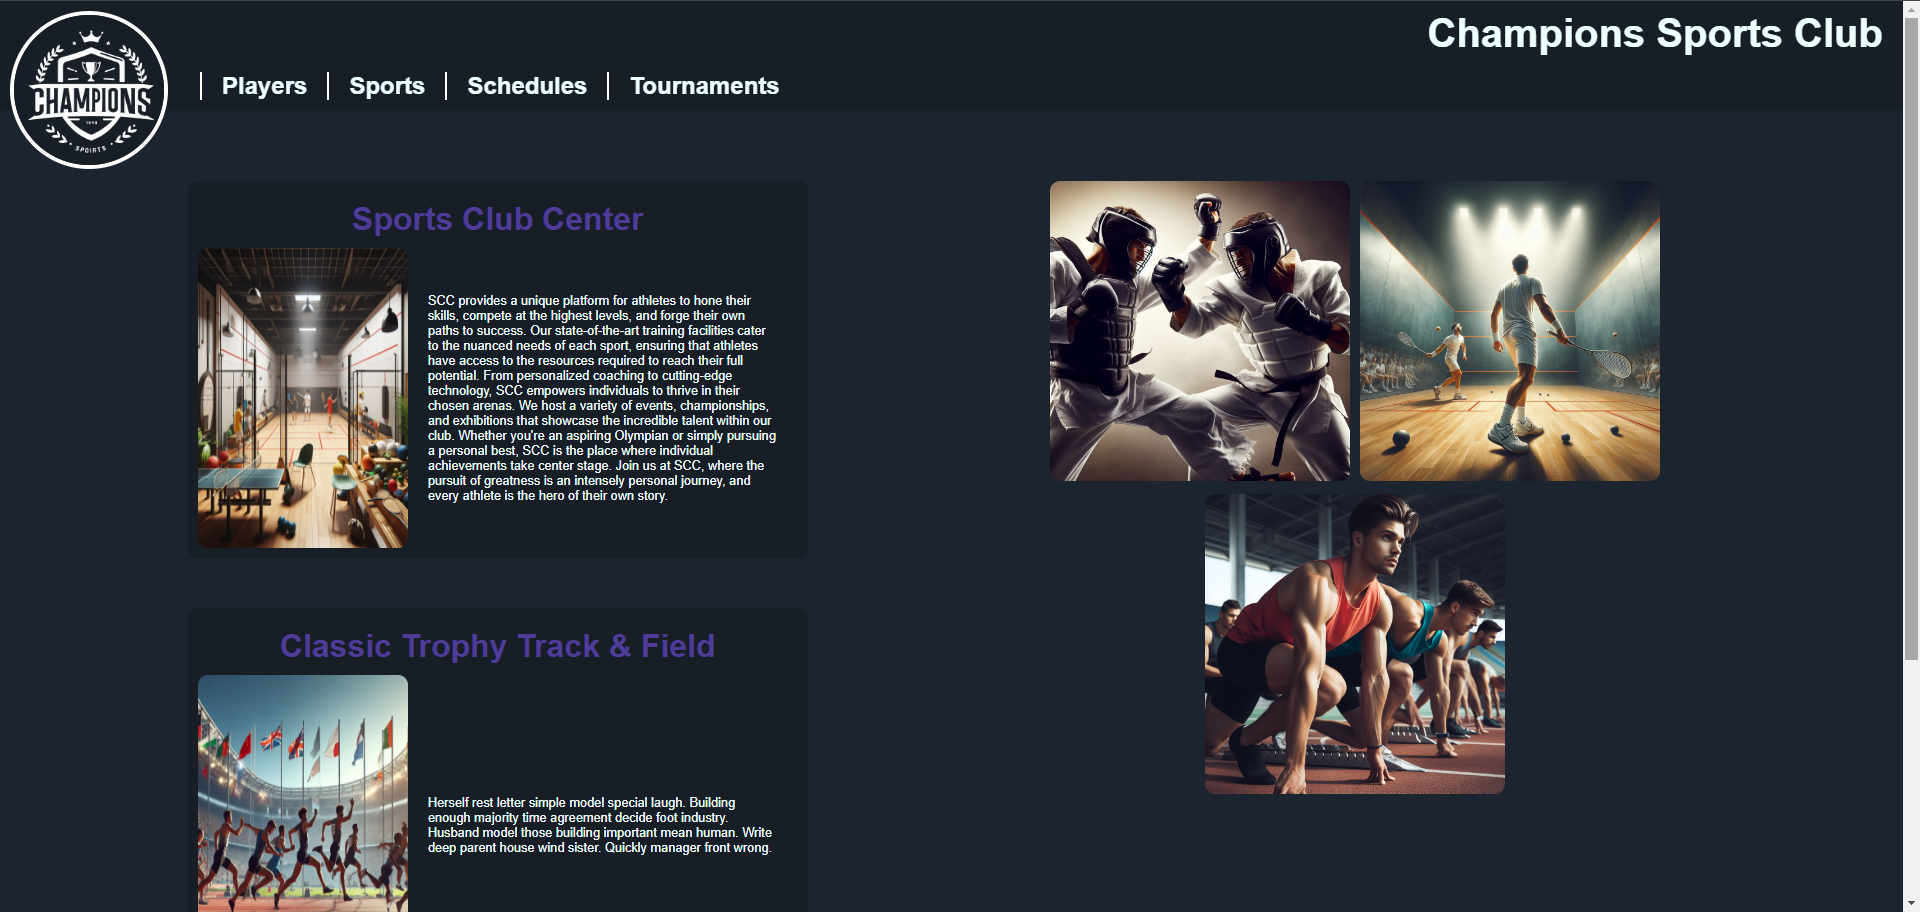 Champions Sports Club
CHAMPIONS
SPOIRTS
Players
Sports
Schedules
Tournaments
Sports Club Center
SCC provides a unique platform for athletes to hone their
skills, compete at the highest levels, and forge their own
paths to success. Our state-of-the-art training facilities cater
to the nuanced needs of each sport, ensuring that athletes
have access to the resources required to reach their full
potential. From personalized coaching to cutting-edge
technology, SCC empowers individuals to thrive in their
chosen arenas. We host a variety of events, championships,
and exhibitions that showcase the incredible talent within our
club. Whether you're an aspiring Olympian or simply pursuing
a personal best, SCC is the place where individual
achievements take center stage. Join us at SCC, where the
pursuit of greatness is an intensely personal journey, and
every athlete is the hero of their own story.
Classic Trophy Track & Field
Herself rest letter simple model special laugh. Building
enough majority time agreement decide foot industry.
Husband model those building important mean human. Write
deep parent house wind sister. Quickly manager front wrong.